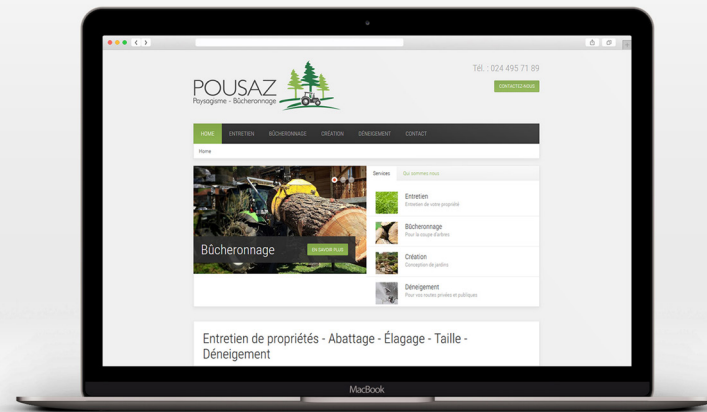 Tél. : 024 495 71 89
POUSAZ
Paysagisme - Bûcheronnage
CONTACTEZ-NOUS
HOME ENTRETIEN BÛCHERONNAGE CRÉATION DÉNEIGEMENT CONTACT
Home
Services Qui sommes-nous
Entretien
Entretien de votre propriété
Bûcheronnage
Pour la coupe d'arbres
Bûcheronnage EN SAVOIR PLUS
Création
Conception de jardins
Déneigement
Pour vos routes privées et publiques
Entretien de propriétés - Abattage - Élagage - Taille -
Déneigement
MacBook